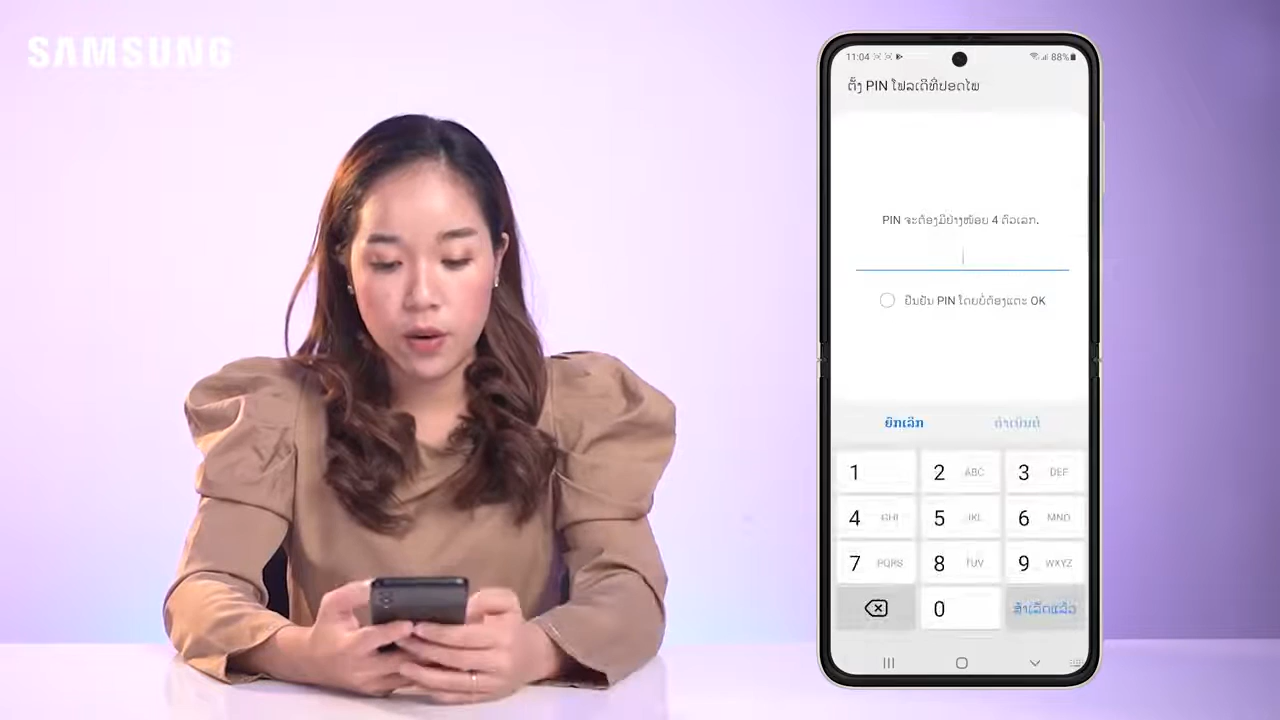 SAMSUNG
11:04
88%
ຕັ້ງ PIN ໂຟລເດີທີ່ປອດໄພ
PIN ຈະຕ້ອງມີຢ່າງໜ້ອຍ 4 ຕົວເລກ.
ຢືນຢັນ PIN ໂດຍບໍ່ຕ້ອງແຕະ OK
ຍົກເລີກ ດຳເນີນຕໍ່
1 2 ABC 3 DEF
4 GHI 5 JKL 6 MNO
7 PQRS 8 TUV 9 WXYZ
0 ສຳເລັດແລ້ວ